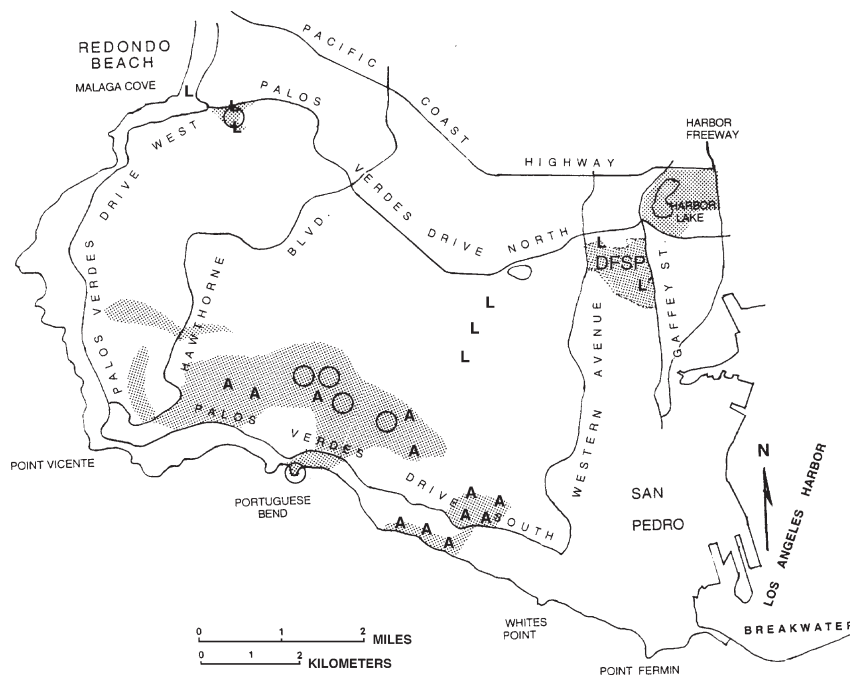 REDONDO
BEACH
MALAGA COVE
PACIFIC COAST HIGHWAY
HARBOR
FREEWAY
L
L
L
PALOS VERDES DRIVE WEST
PALOS VERDES DRIVE NORTH
HARBOR
LAKE
HAWTHORNE BLVD.
L
DFSP
L
GAFFEY ST.
WESTERN AVENUE
L
L
L
A
A
A
A
A
PALOS VERDES DRIVE SOUTH
POINT VICENTE
PORTUGUESE
BEND
A
A
A
A
A
A
A
SAN
PEDRO
N
LOS ANGELES HARBOR
WHITES
POINT
BREAKWATER
POINT FERMIN
0 1 2 MILES
0 1 2 KILOMETERS